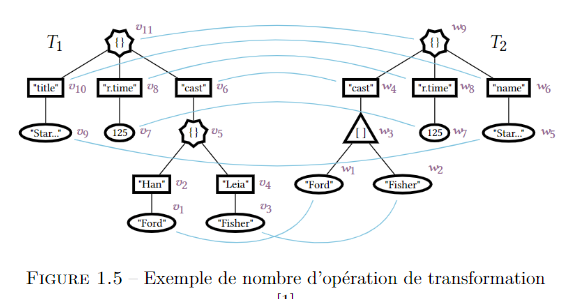 T1 {} v11 {} w9 T2
"title" v10 "r.time" v8 "cast" v6 "cast" w4 "r.time" w8 "name" w6
"Star..." v9 125 v7 {} v5 [] w3 125 w7 "Star..." w5
"Han" v2 "Leia" v4 "Ford" w1 "Fisher" w2
"Ford" v1 "Fisher" v3
FIGURE 1.5 – Exemple de nombre d'opération de transformation
[1]